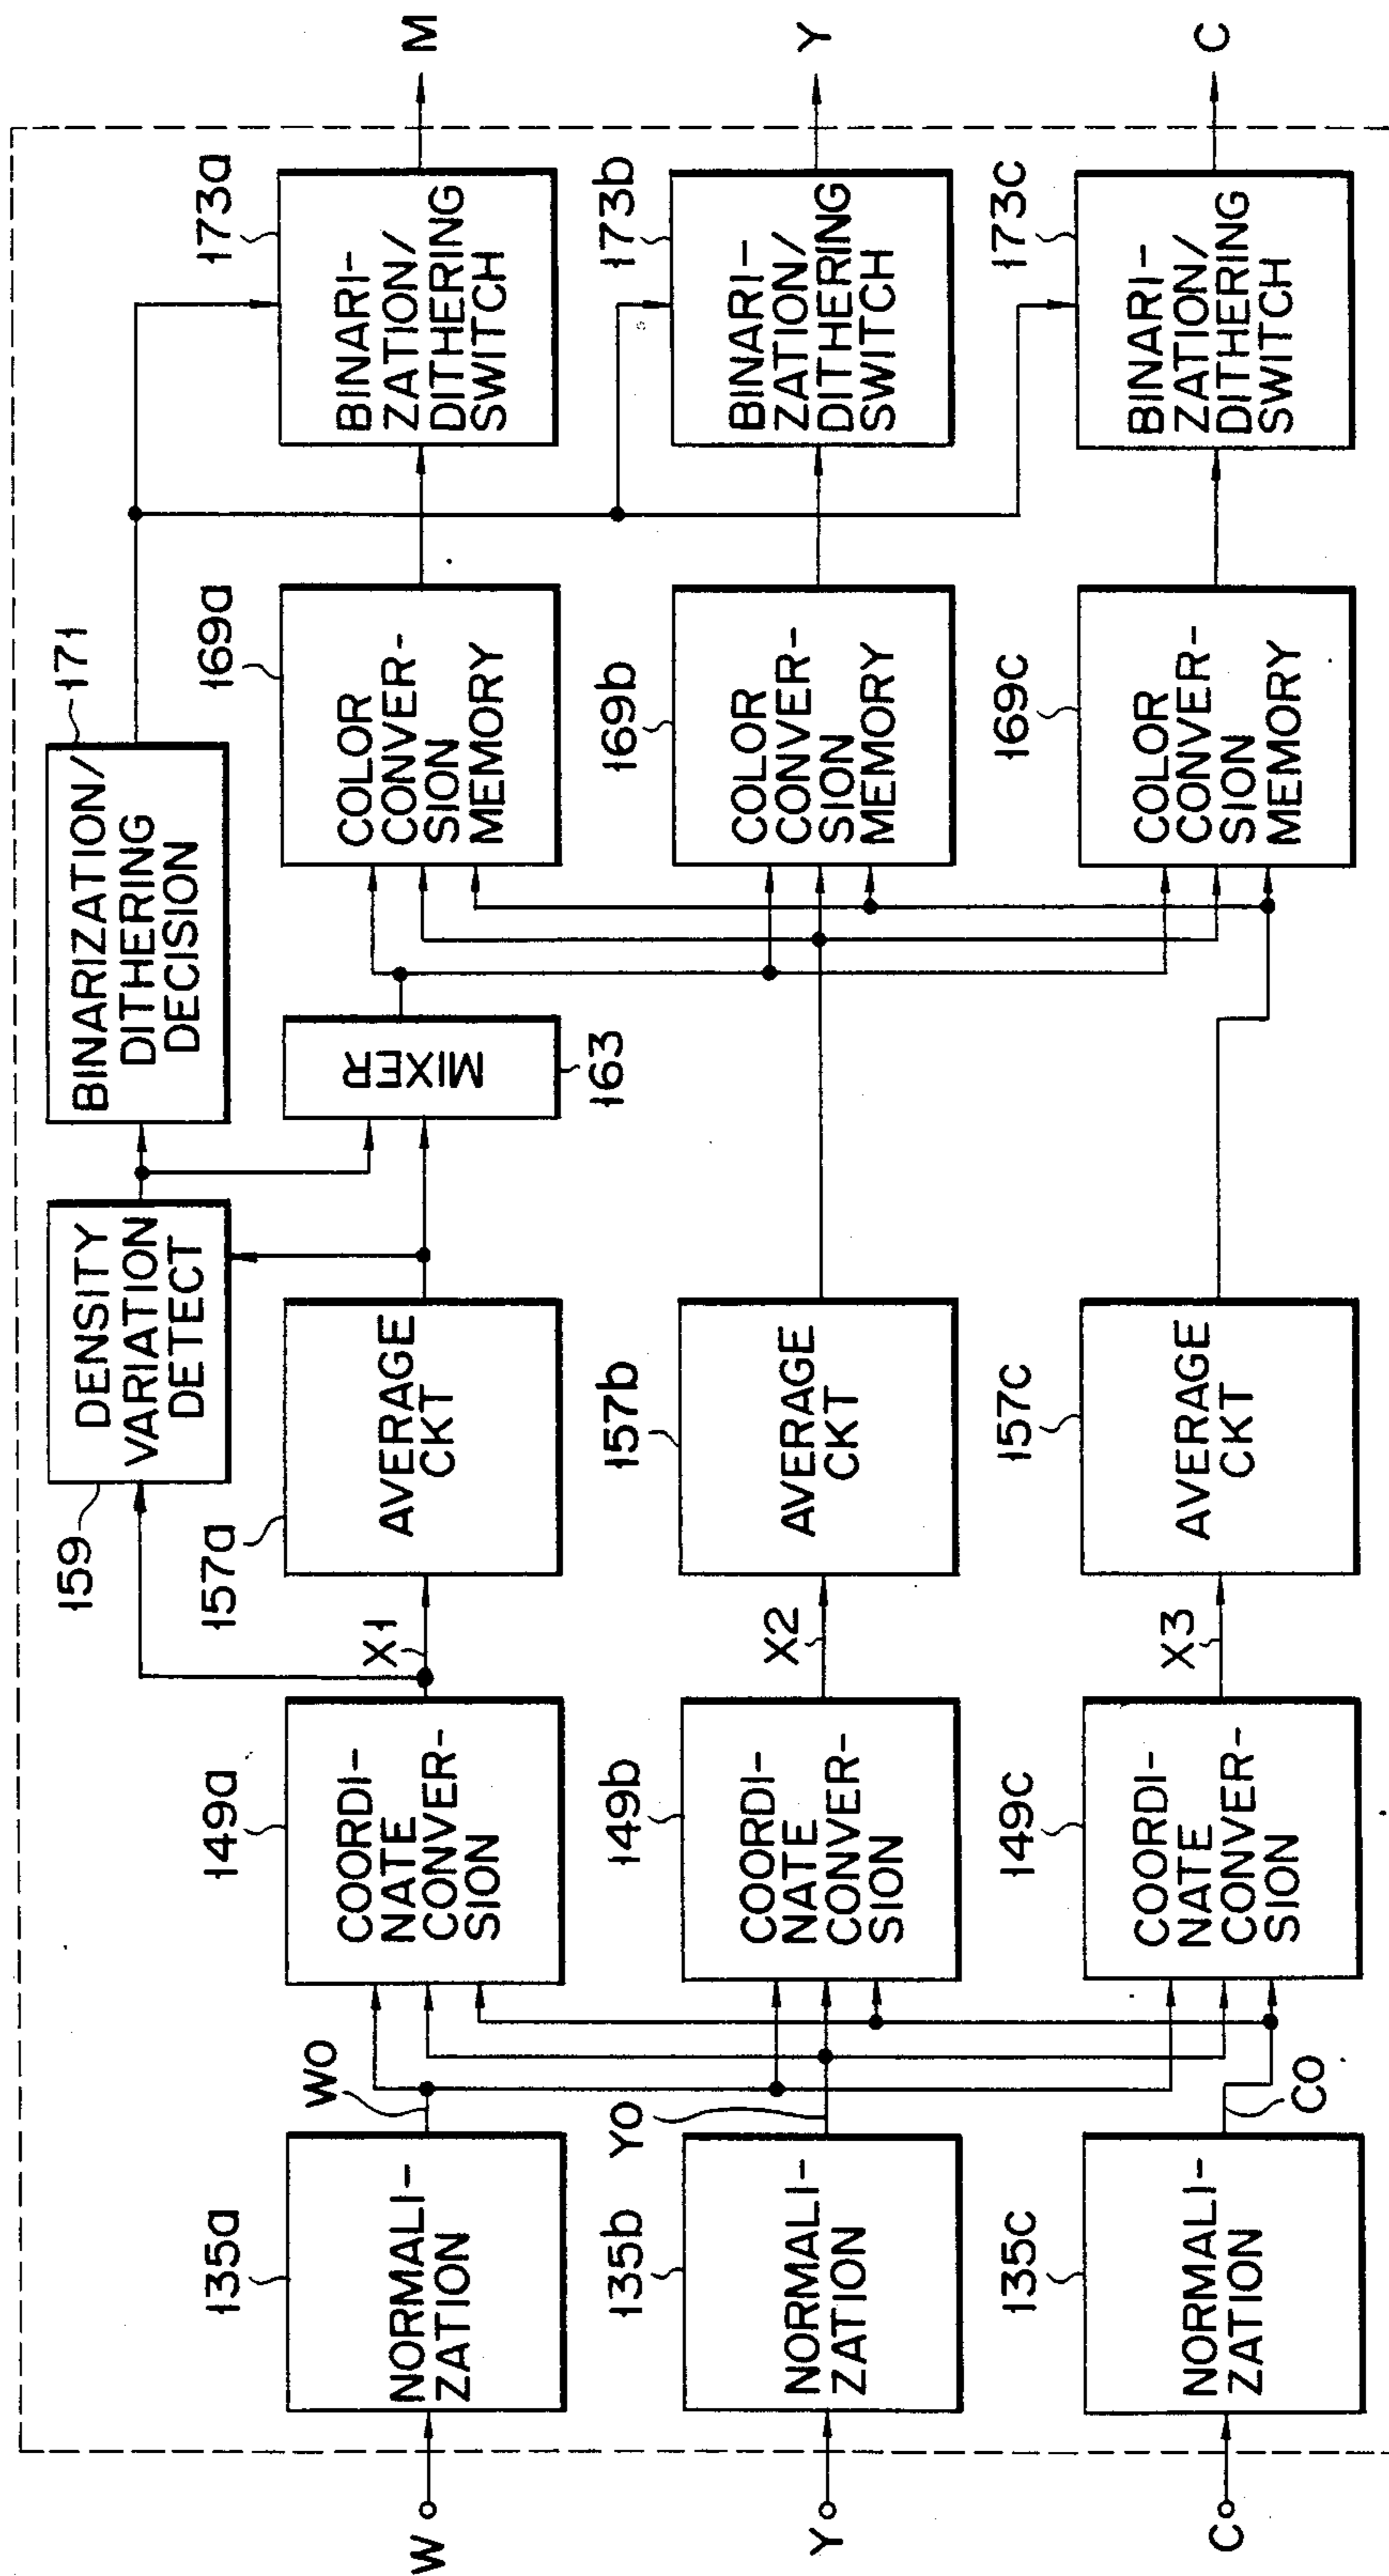 W
Y
C
135a
NORMALI-
ZATION
135b
NORMALI-
ZATION
135c
NORMALI-
ZATION
WO
YO
CO
149a
COORDI-
NATE
CONVER-
SION
149b
COORDI-
NATE
CONVER-
SION
149c
COORDI-
NATE
CONVER-
SION
X1
X2
X3
159
DENSITY
VARIATION
DETECT
157a
AVERAGE
CKT
157b
AVERAGE
CKT
157c
AVERAGE
CKT
171
BINARIZATION/
DITHERING
DECISION
MIXER
163
169a
COLOR
CONVER-
SION
MEMORY
169b
COLOR
CONVER-
SION
MEMORY
169c
COLOR
CONVER-
SION
MEMORY
173a
BINARI-
ZATION/
DITHERING
SWITCH
173b
BINARI-
ZATION/
DITHERING
SWITCH
173c
BINARI-
ZATION/
DITHERING
SWITCH
M
Y
C